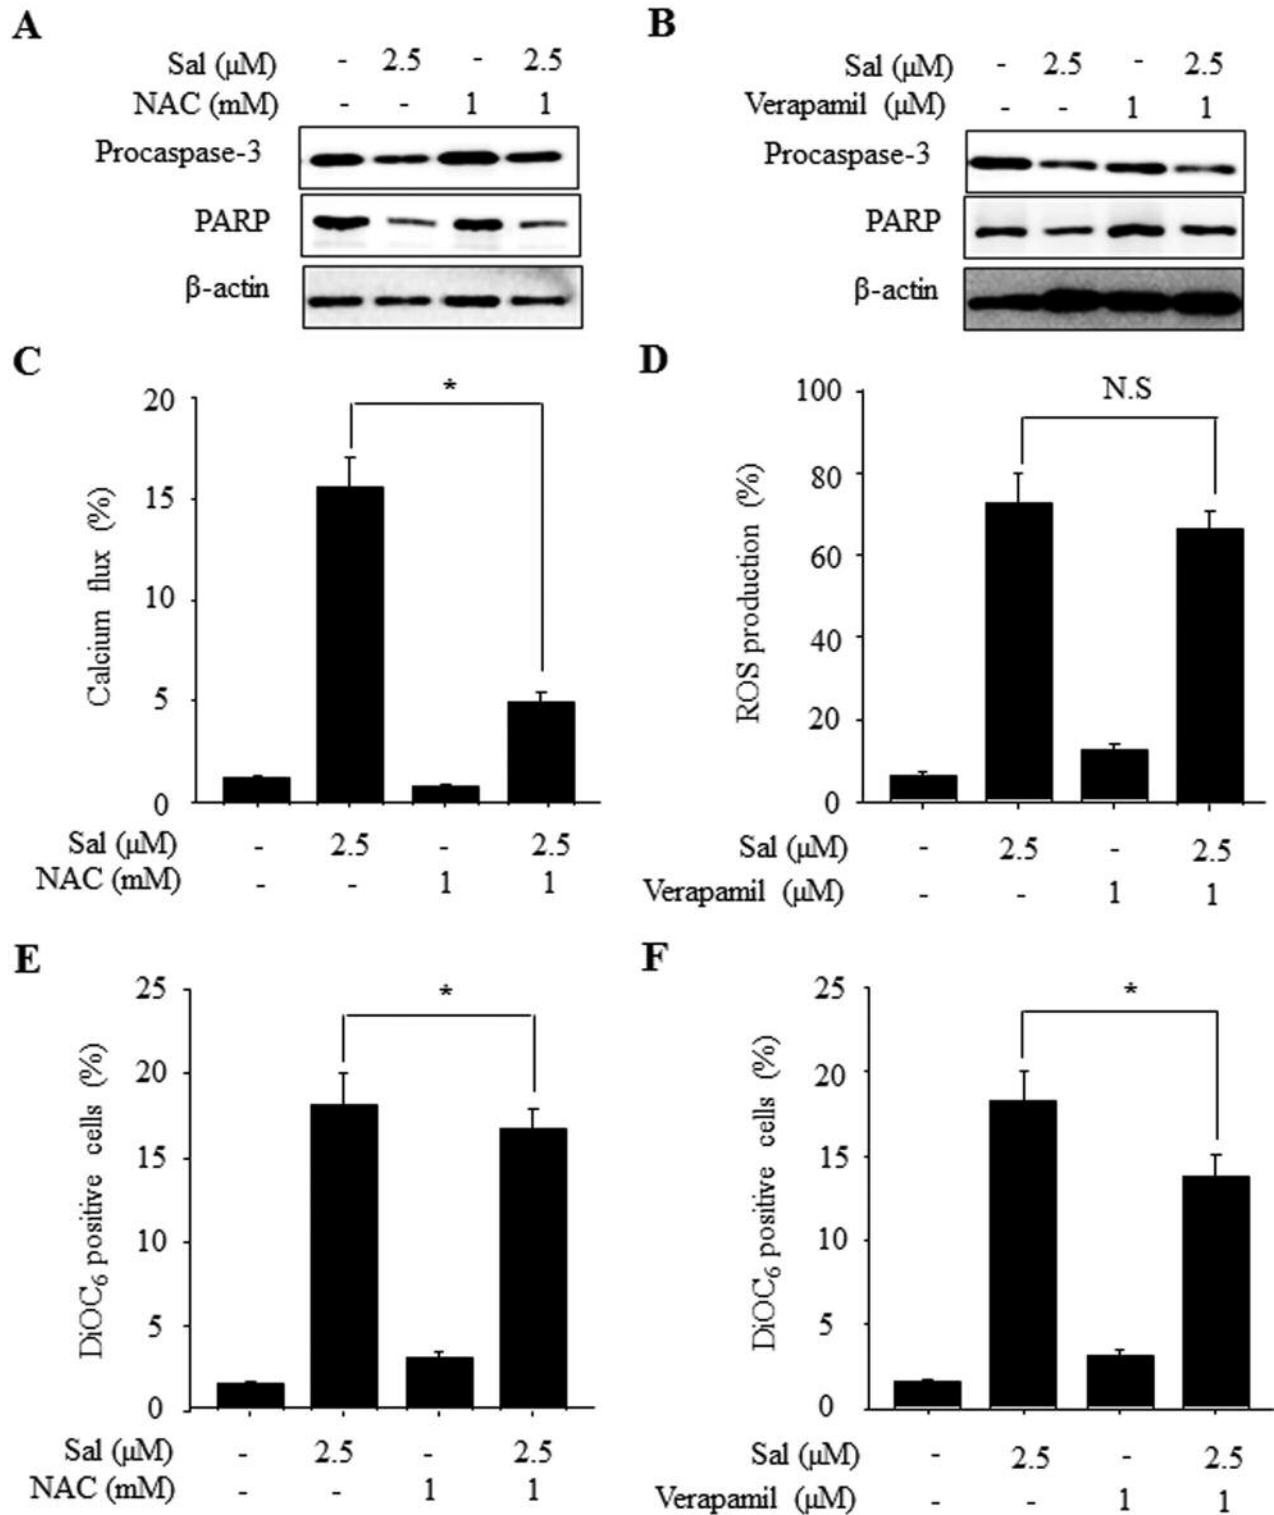 A
Sal (μM) - 2.5 - 2.5
NAC (mM) - - 1 1
Procaspase-3
PARP
β-actin
B
Sal (μM) - 2.5 - 2.5
Verapamil (μM) - - 1 1
Procaspase-3
PARP
β-actin
C
*
20
15
10
5
0
Calcium flux (%)
Sal (μM) - 2.5 - 2.5
NAC (mM) - - 1 1
D
N.S
100
80
60
40
20
0
ROS production (%)
Sal (μM) - 2.5 - 2.5
Verapamil (μM) - - 1 1
E
*
25
20
15
10
5
0
DiOC₆ positive cells (%)
Sal (μM) - 2.5 - 2.5
NAC (mM) - - 1 1
F
*
25
20
15
10
5
0
DiOC₆ positive cells (%)
Sal (μM) - 2.5 - 2.5
Verapamil (μM) - - 1 1